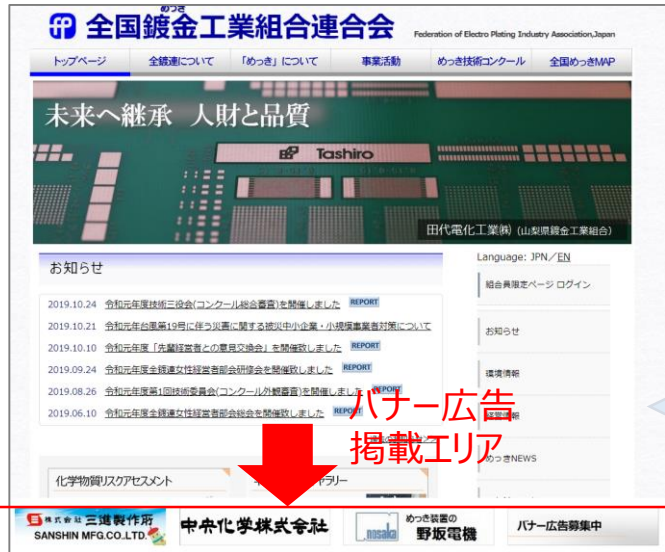 めっき
全国鍍金工業組合連合会
Federation of Electro Plating Industry Association,Japan
トップページ 全鍍連について 「めっき」について 事業活動 めっき技術コンクール 全国めっきMAP
未来へ継承 人財と品質
Tashiro
田代電化工業㈱ (山梨県鍍金工業組合)
お知らせ
2019.10.24 令和元年度技術三役会(コンクール総合審査)を開催しました REPORT
2019.10.21 令和元年台風第19号に伴う災害に関する被災中小企業・小規模事業者対策について
2019.10.10 令和元年度「先輩経営者との意見交換会」を開催致しました REPORT
2019.09.24 令和元年度全鍍連女性経営者部会研修会を開催致しました REPORT
2019.08.26 令和元年度第1回技術委員会(コンクール外観審査)を開催しました REPORT
2019.06.10 令和元年度全鍍連女性経営者部会総会を開催致しました REPORT
Language: JPN／EN
組合員限定ページ ログイン
お知らせ
環境情報
経営情報
めっきNEWS
バナー広告
掲載エリア
化学物質リスクアセスメント
ラリー
株式会社 三進製作所
SANSHIN MFG.CO.,LTD.
中央化学株式会社
nosaka
めっき装置の
野坂電機
バナー広告募集中